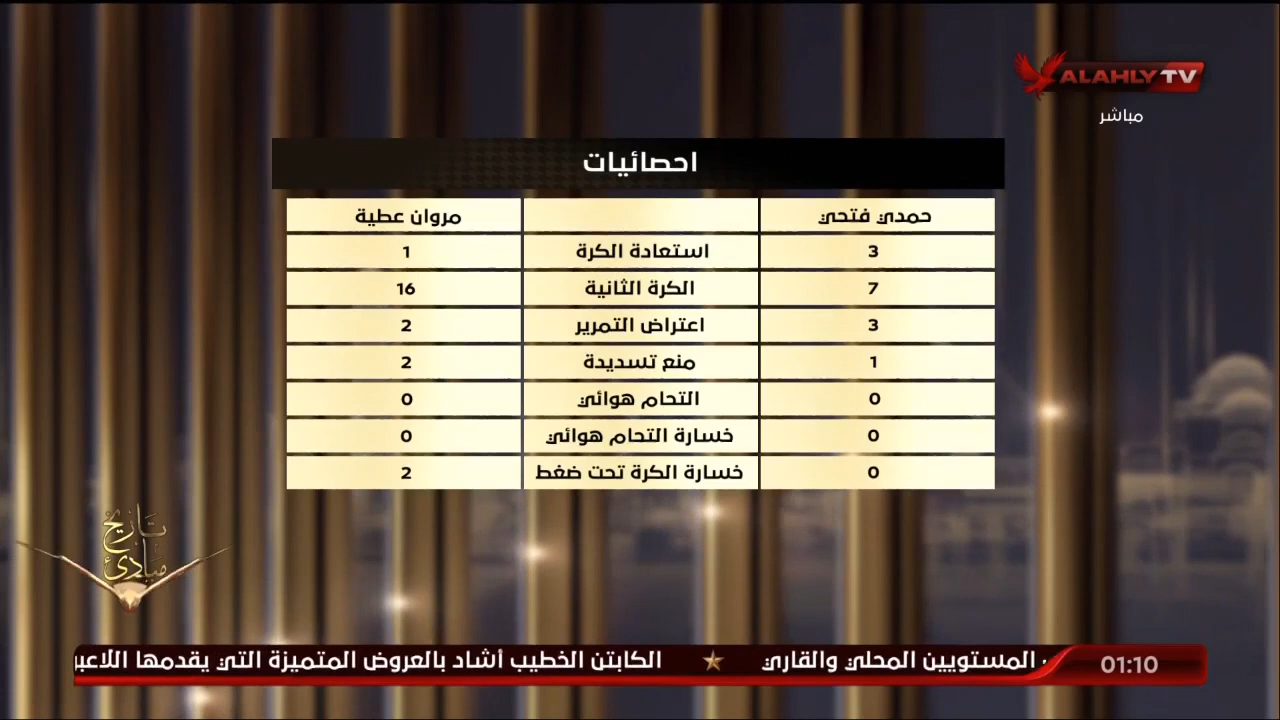 ALAHLY TV
مباشر
احصائيات
حمدي فتحي مروان عطية
3 استعادة الكرة 1
7 الكرة الثانية 16
3 اعتراض التمرير 2
1 منع تسديدة 2
0 التحام هوائي 0
0 خسارة التحام هوائي 0
0 خسارة الكرة تحت ضغط 2
تاريخ
مبادئ
01:10 المستويين المحلي والقاري ★ الكابتن الخطيب أشاد بالعروض المتميزة التي يقدمها